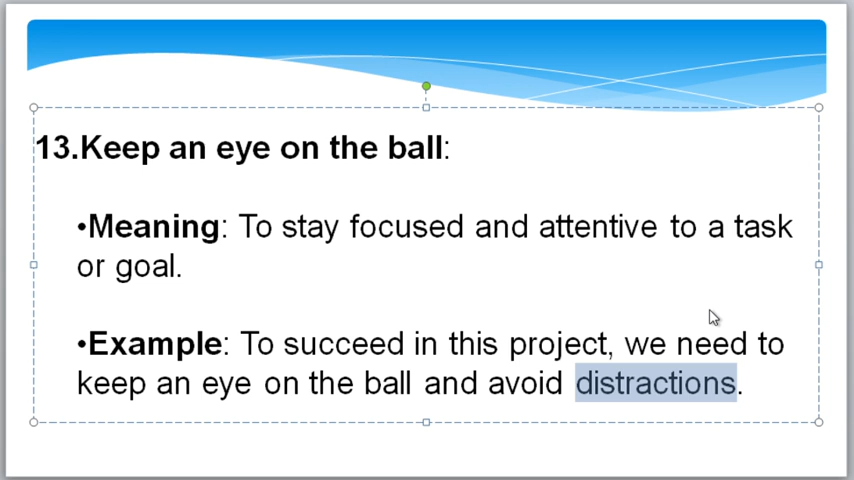 13.Keep an eye on the ball:
•Meaning: To stay focused and attentive to a task
or goal.
•Example: To succeed in this project, we need to
keep an eye on the ball and avoid distractions.